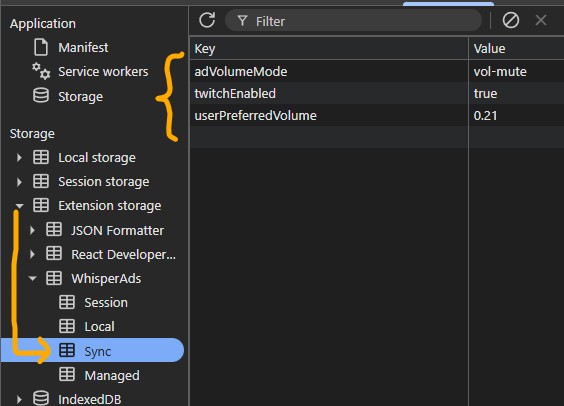 Application
Manifest
Service workers
Storage
Storage
Local storage
Session storage
Extension storage
JSON Formatter
React Developer...
WhisperAds
Session
Local
Sync
Managed
IndexedDB
Filter
Key Value
adVolumeMode vol-mute
twitchEnabled true
userPreferredVolume 0.21